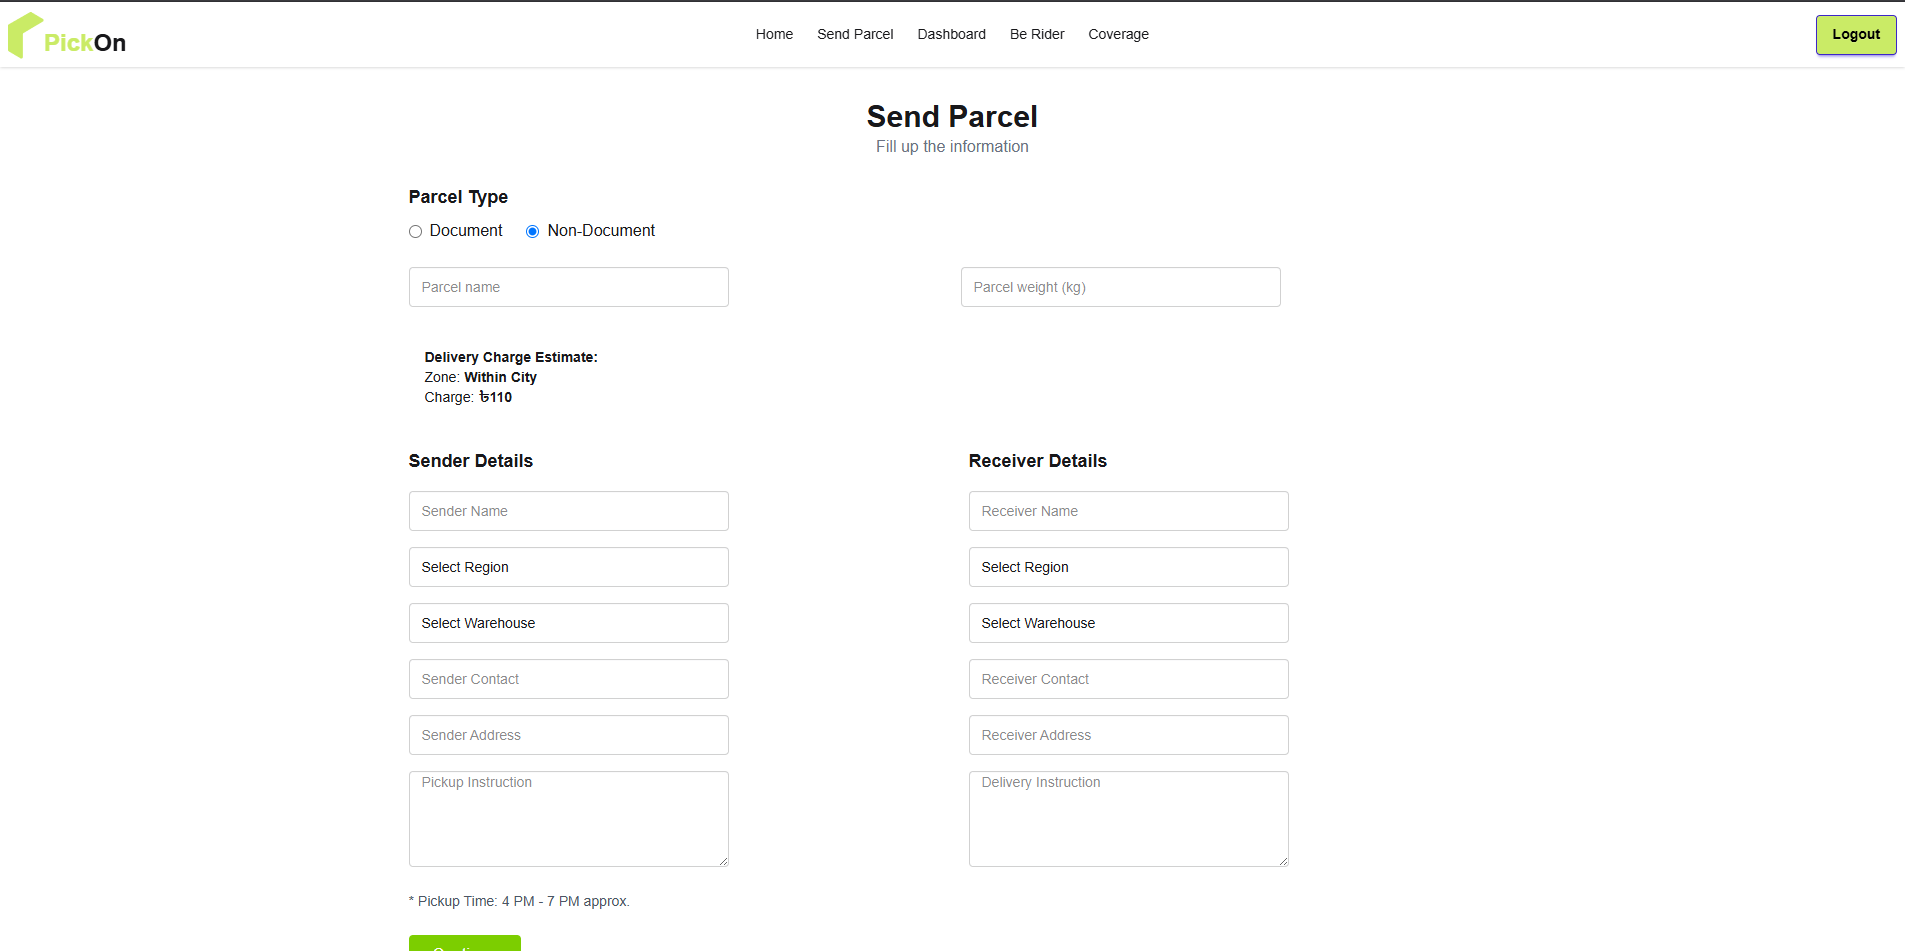 PickOn
Home Send Parcel Dashboard Be Rider Coverage
Logout
Send Parcel
Fill up the information
Parcel Type
Document Non-Document
Parcel name Parcel weight (kg)
Delivery Charge Estimate:
Zone: Within City
Charge: ৳110
Sender Details
Sender Name
Select Region
Select Warehouse
Sender Contact
Sender Address
Pickup Instruction
Receiver Details
Receiver Name
Select Region
Select Warehouse
Receiver Contact
Receiver Address
Delivery Instruction
* Pickup Time: 4 PM - 7 PM approx.